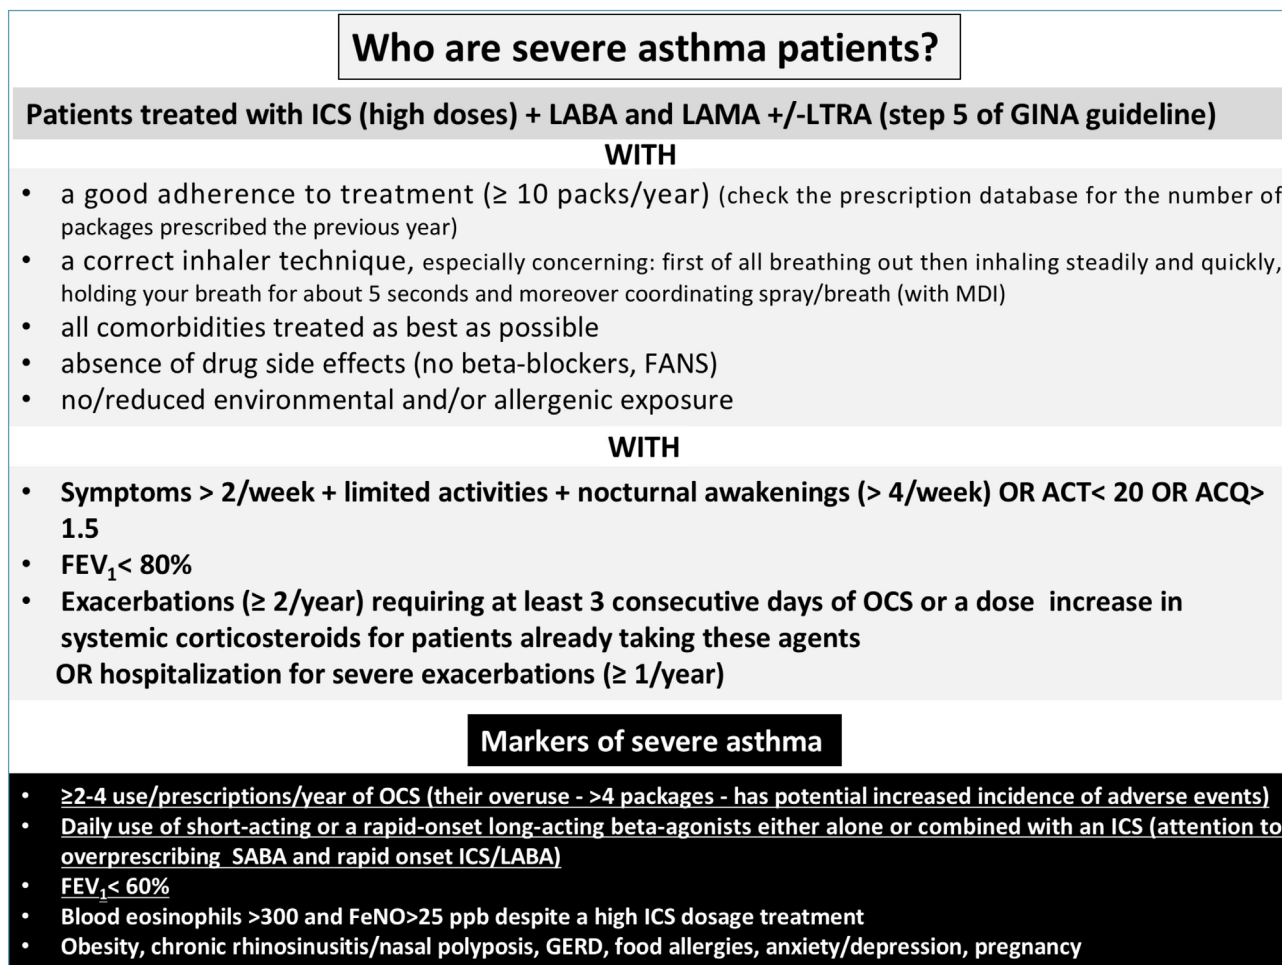 Who are severe asthma patients?
Patients treated with ICS (high doses) + LABA and LAMA +/-LTRA (step 5 of GINA guideline)
WITH
• a good adherence to treatment (≥ 10 packs/year) (check the prescription database for the number of
packages prescribed the previous year)
• a correct inhaler technique, especially concerning: first of all breathing out then inhaling steadily and quickly,
holding your breath for about 5 seconds and moreover coordinating spray/breath (with MDI)
• all comorbidities treated as best as possible
• absence of drug side effects (no beta-blockers, FANS)
• no/reduced environmental and/or allergenic exposure
WITH
• Symptoms > 2/week + limited activities + nocturnal awakenings (> 4/week) OR ACT< 20 OR ACQ>
1.5
• FEV₁< 80%
• Exacerbations (≥ 2/year) requiring at least 3 consecutive days of OCS or a dose increase in
systemic corticosteroids for patients already taking these agents
OR hospitalization for severe exacerbations (≥ 1/year)
Markers of severe asthma
• ≥2-4 use/prescriptions/year of OCS (their overuse - >4 packages - has potential increased incidence of adverse events)
• Daily use of short-acting or a rapid-onset long-acting beta-agonists either alone or combined with an ICS (attention to
overprescribing SABA and rapid onset ICS/LABA)
• FEV₁< 60%
• Blood eosinophils >300 and FeNO>25 ppb despite a high ICS dosage treatment
• Obesity, chronic rhinosinusitis/nasal polyposis, GERD, food allergies, anxiety/depression, pregnancy